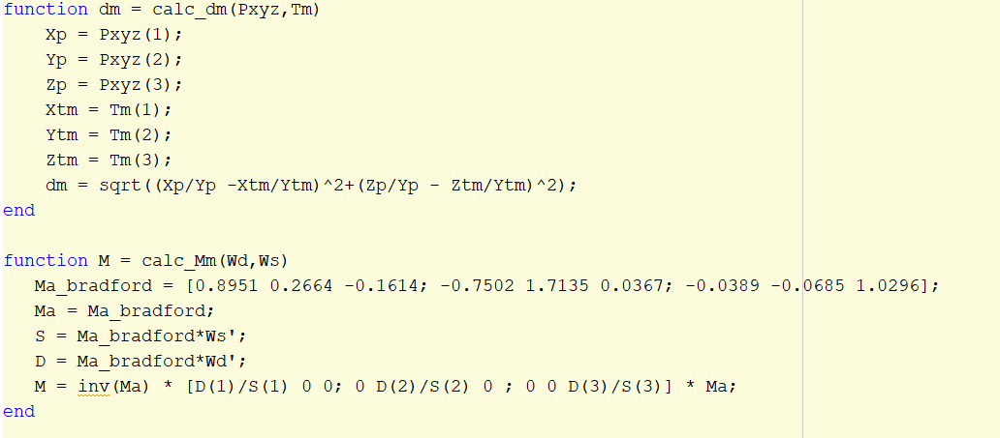 function dm = calc_dm(Pxyz,Tm)
Xp = Pxyz(1);
Yp = Pxyz(2);
Zp = Pxyz(3);
Xtm = Tm(1);
Ytm = Tm(2);
Ztm = Tm(3);
dm = sqrt((Xp/Yp -Xtm/Ytm)^2+(Zp/Yp - Ztm/Ytm)^2);
end
function M = calc_Mm(Wd,Ws)
Ma_bradford = [0.8951 0.2664 -0.1614; -0.7502 1.7135 0.0367; -0.0389 -0.0685 1.0296];
Ma = Ma_bradford;
S = Ma_bradford*Ws';
D = Ma_bradford*Wd';
M = inv(Ma) * [D(1)/S(1) 0 0; 0 D(2)/S(2) 0 ; 0 0 D(3)/S(3)] * Ma;
end